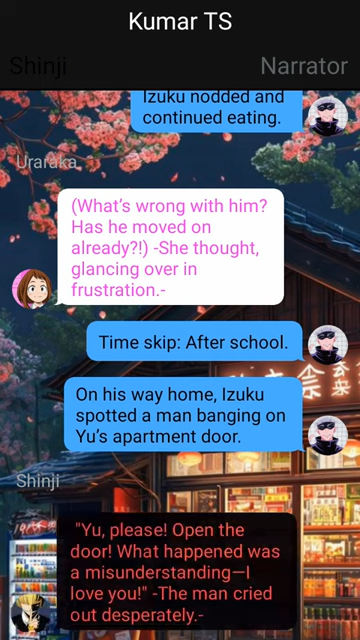 Kumar TS
Shinji
Narrator
Izuku nodded and
continued eating.
Uraraka
(What's wrong with him?
Has he moved on
already?!) -She thought,
glancing over in
frustration.-
Time skip: After school.
On his way home, Izuku
spotted a man banging on
Yu's apartment door.
Shinji
"Yu, please! Open the
door! What happened was
a misunderstanding—I
love you!" -The man cried
out desperately.-